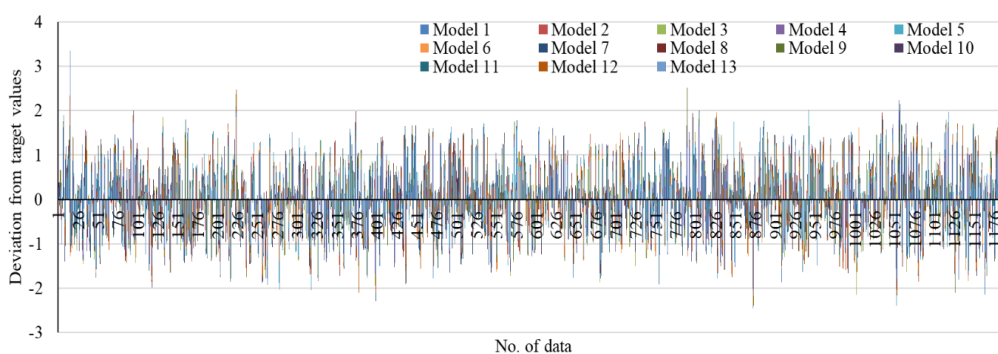 4
Model 1 Model 2 Model 3 Model 4 Model 5
Model 6 Model 7 Model 8 Model 9 Model 10
Model 11 Model 12 Model 13
3
2
1
0
-1
-2
-3
Deviation from target values
1 26 51 76 101 126 151 176 201 226 251 276 301 326 351 376 401 426 451 476 501 526 551 576 601 626 651 676 701 726 751 776 801 826 851 876 901 926 951 976 1001 1026 1051 1076 1101 1126 1151 1176
No. of data